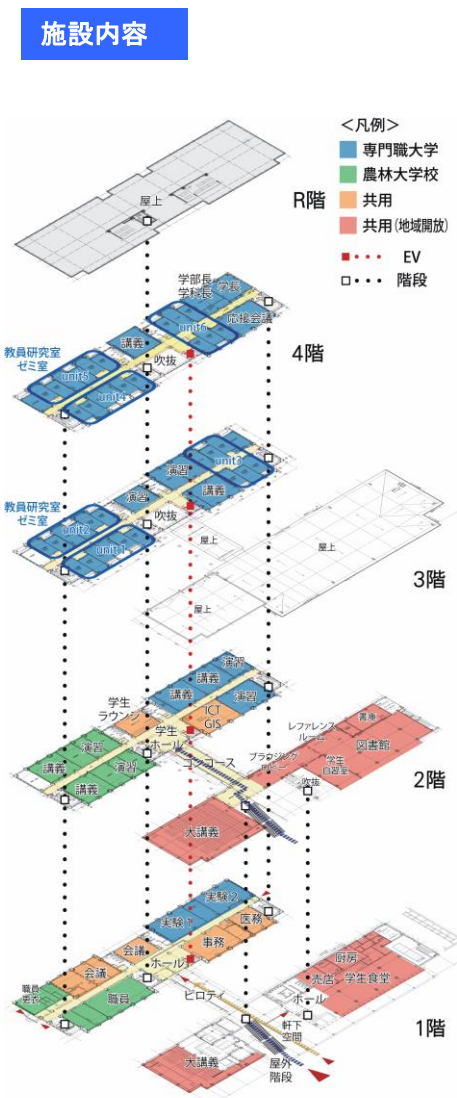 施設内容
<凡例>
専門職大学
農林大学校
共用
共用(地域開放)
EV
階段
R階
屋上
4階
学部長
学科長
学長
unit6
応接会議
講義
吹抜
教員研究室
ゼミ室
unit5
unit4
3階
演習
unit3
演習
講義
吹抜
教員研究室
ゼミ室
unit2
unit1
屋上
屋上
屋上
2階
演習
講義
演習
講義
ICT
GIS
学生
ラウンジ
学生
ホール
演習
講義
演習
講義
コンコース
ブラウジング
レファレンス
ルーム
書庫
図書館
学生
自習室
吹抜
大講義
1階
実験2
実験1
医務
事務
会議
ホール
会議
職員
職員
更衣
ピロティ
厨房
売店
学生食堂
ホール
軒下
空間
大講義
屋外
階段